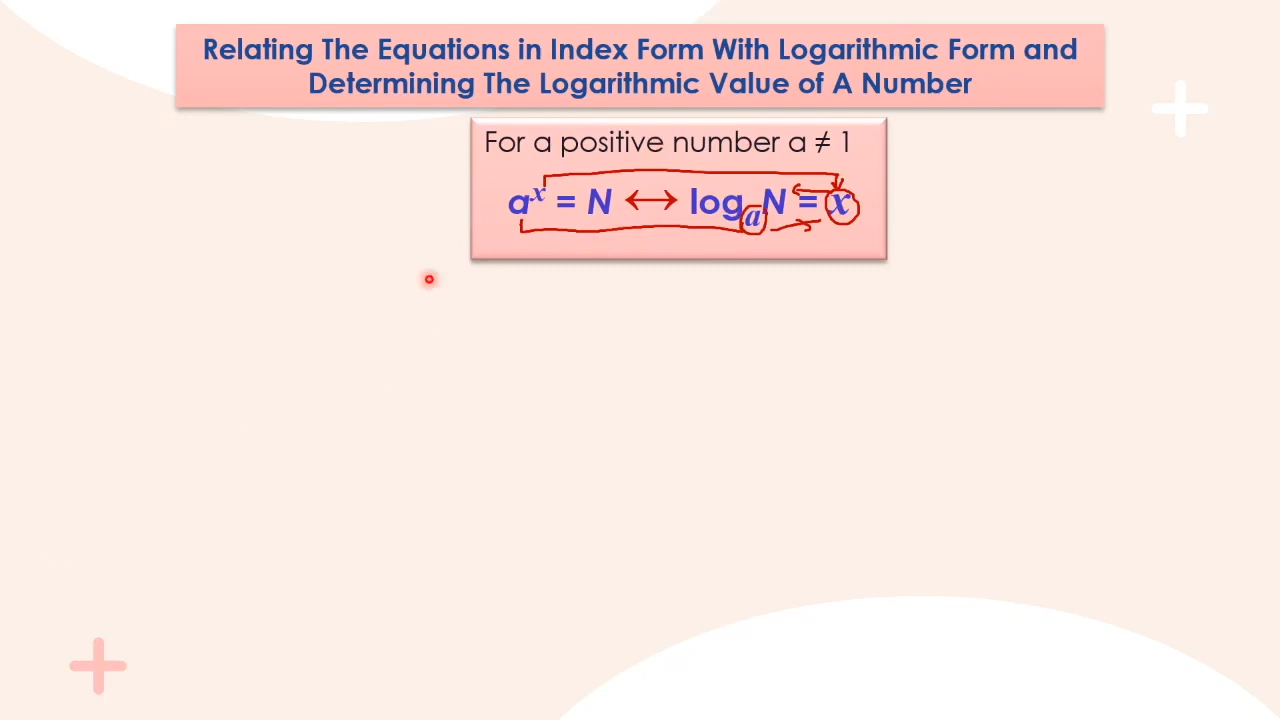 Relating The Equations in Index Form With Logarithmic Form and
Determining The Logarithmic Value of A Number
For a positive number a ≠ 1
aˣ = N ↔ logₐN = x